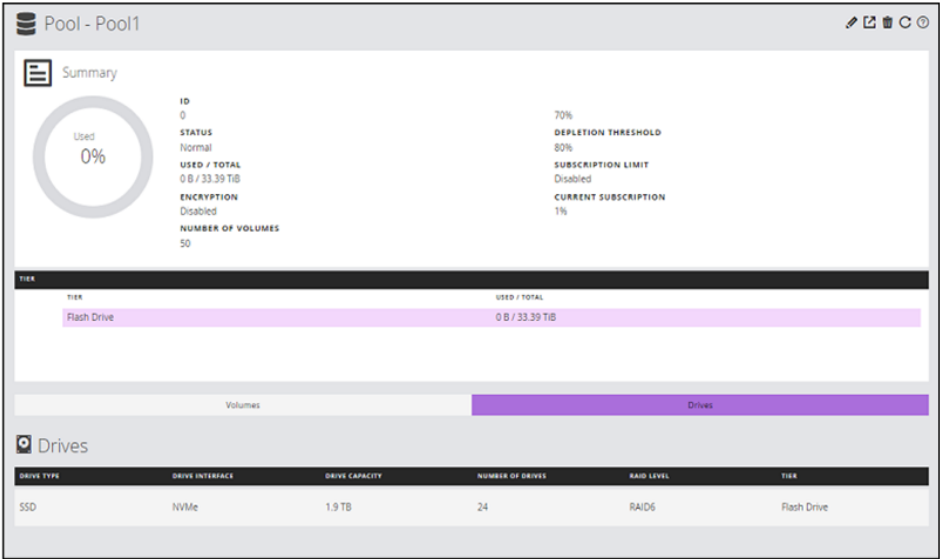 Pool - Pool1
Summary
Used
0%
ID
0
STATUS
Normal
USED / TOTAL
0 B / 33.39 TiB
ENCRYPTION
Disabled
NUMBER OF VOLUMES
50
70%
DEPLETION THRESHOLD
80%
SUBSCRIPTION LIMIT
Disabled
CURRENT SUBSCRIPTION
1%
TIER
TIER USED / TOTAL
Flash Drive 0 B / 33.39 TiB
Volumes Drives
Drives
DRIVE TYPE DRIVE INTERFACE DRIVE CAPACITY NUMBER OF DRIVES RAID LEVEL TIER
SSD NVMe 1.9 TB 24 RAID6 Flash Drive